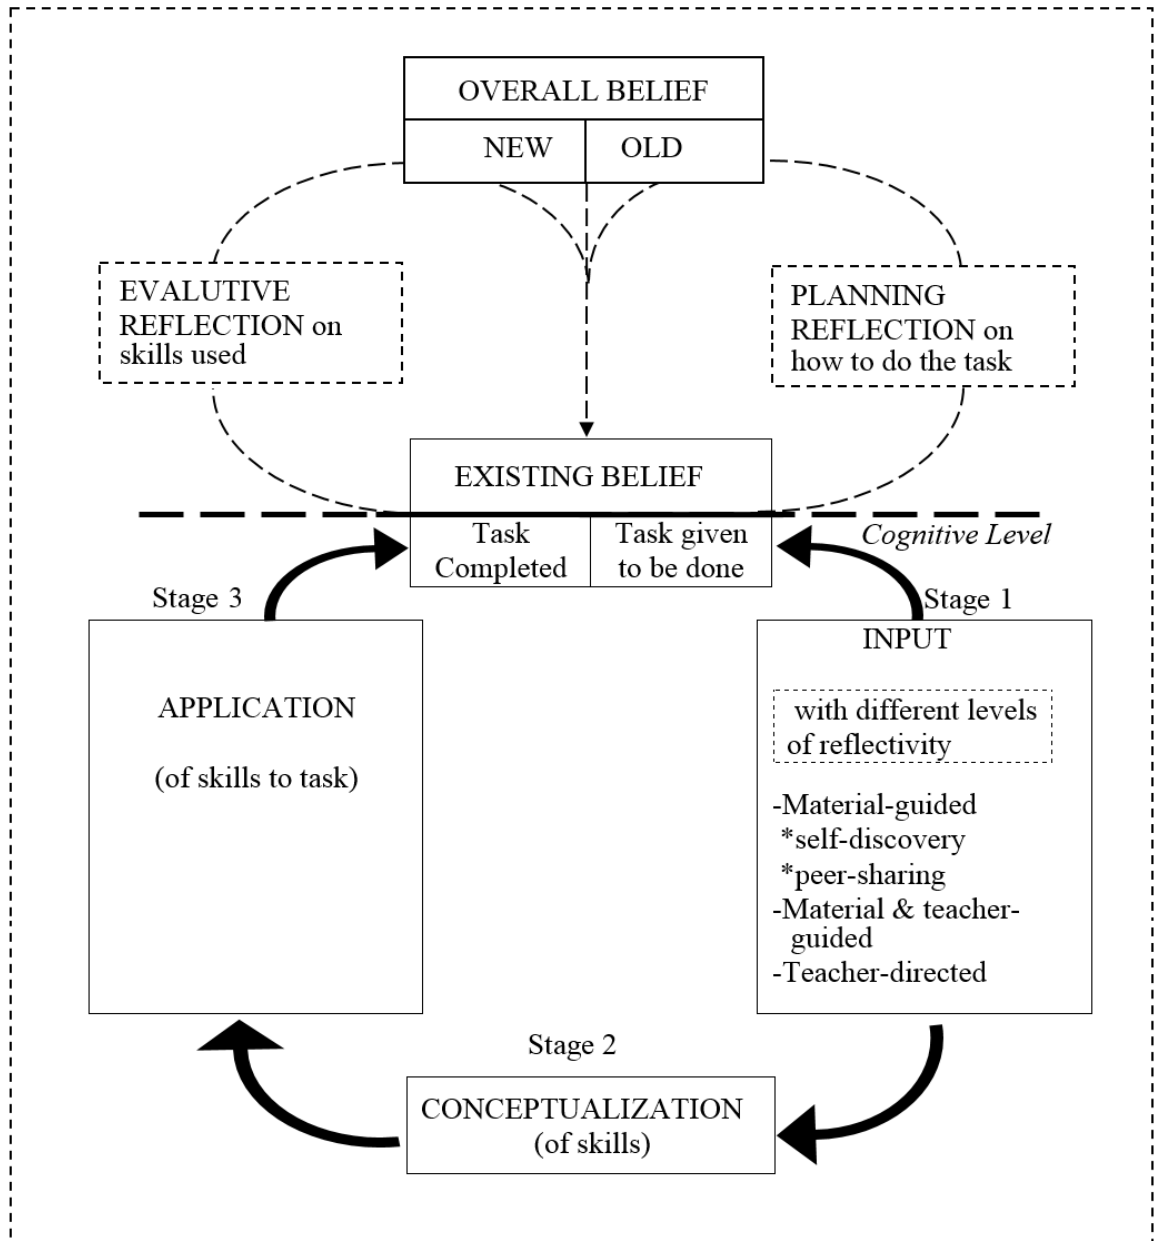 OVERALL BELIEF
NEW
OLD
EVALUTIVE
REFLECTION on
skills used
PLANNING
REFLECTION on
how to do the task
EXISTING BELIEF
Task
Completed
Task given
to be done
Cognitive Level
Stage 3
Stage 1
APPLICATION
(of skills to task)
INPUT
with different levels
of reflectivity
-Material-guided
*self-discovery
*peer-sharing
-Material & teacher-
guided
-Teacher-directed
Stage 2
CONCEPTUALIZATION
(of skills)